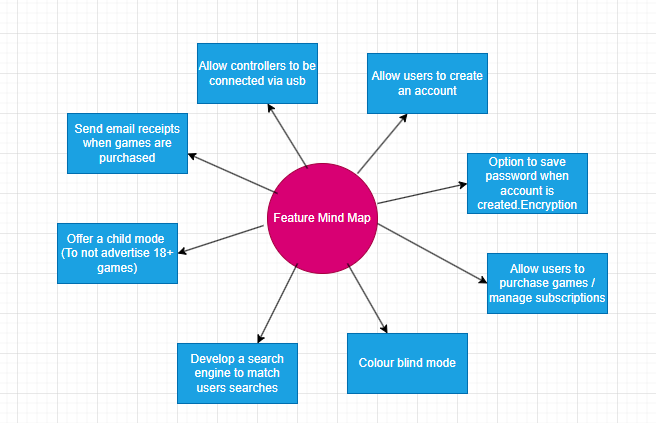 Allow controllers to be
connected via usb
Allow users to create
an account
Send email receipts
when games are
purchased
Option to save
password when
account is
created.Encryption
Feature Mind Map
Offer a child mode
(To not advertise 18+
games)
Allow users to
purchase games /
manage subscriptions
Develop a search
engine to match
users searches
Colour blind mode